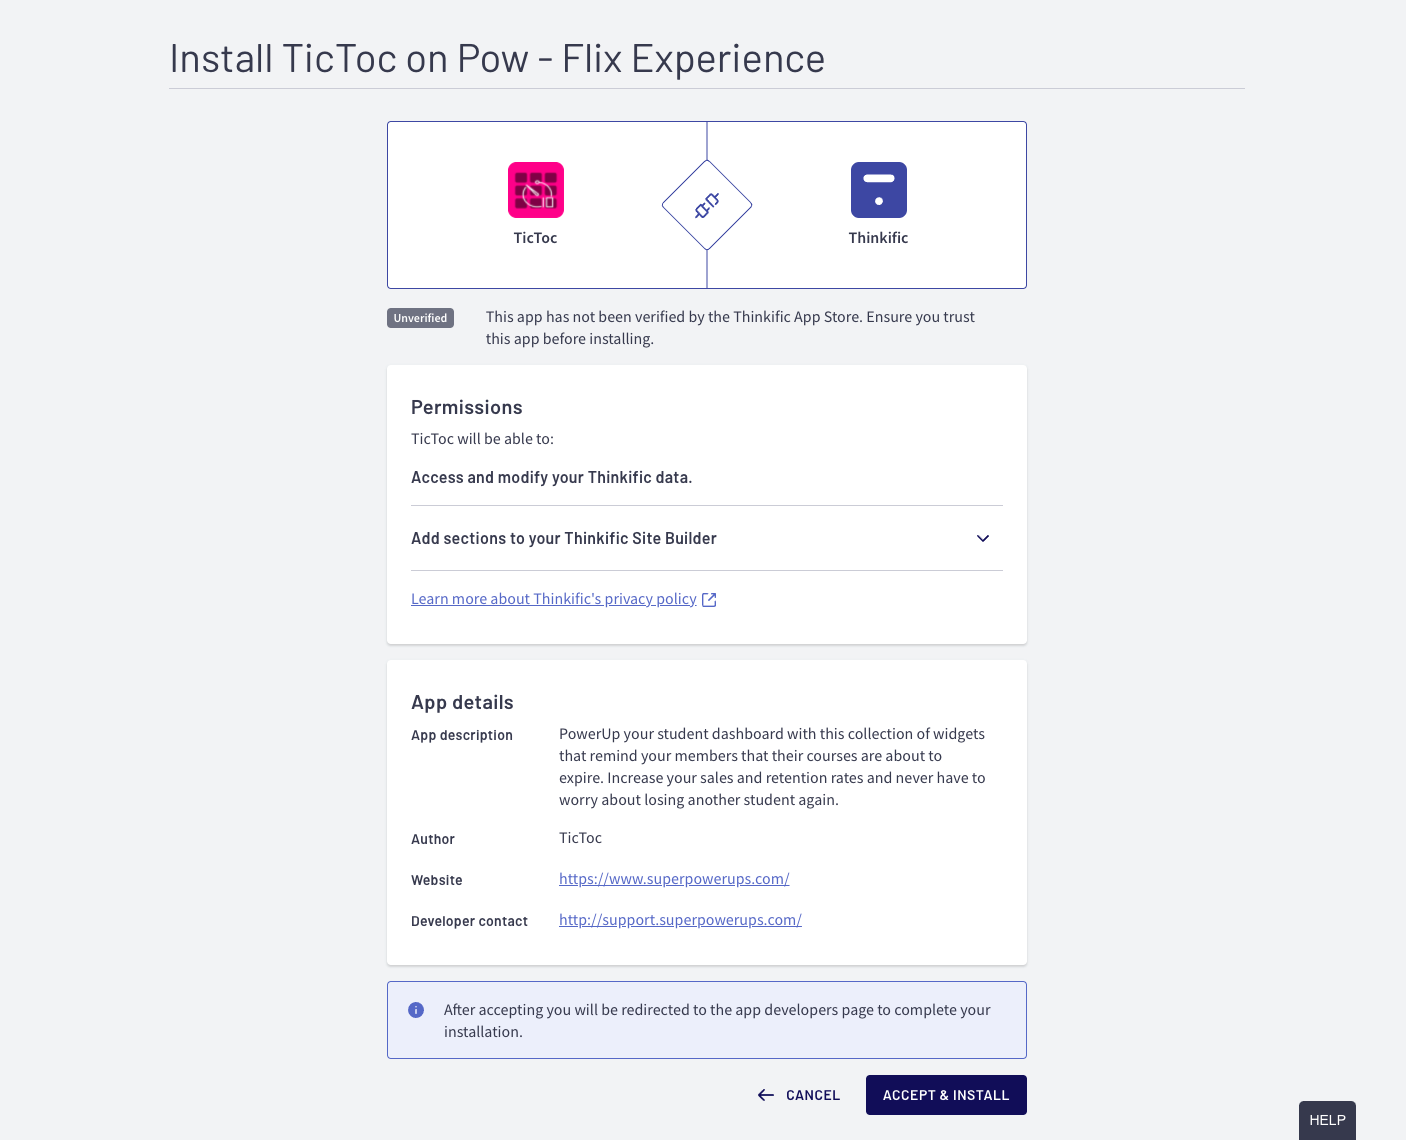 Install TicToc on Pow - Flix Experience
TicToc
Thinkific
Unverified
This app has not been verified by the Thinkific App Store. Ensure you trust
this app before installing.
Permissions
TicToc will be able to:
Access and modify your Thinkific data.
Add sections to your Thinkific Site Builder
Learn more about Thinkific's privacy policy
App details
App description
PowerUp your student dashboard with this collection of widgets
that remind your members that their courses are about to
expire. Increase your sales and retention rates and never have to
worry about losing another student again.
Author
TicToc
Website
https://www.superpowerups.com/
Developer contact
http://support.superpowerups.com/
After accepting you will be redirected to the app developers page to complete your
installation.
CANCEL
ACCEPT & INSTALL
HELP